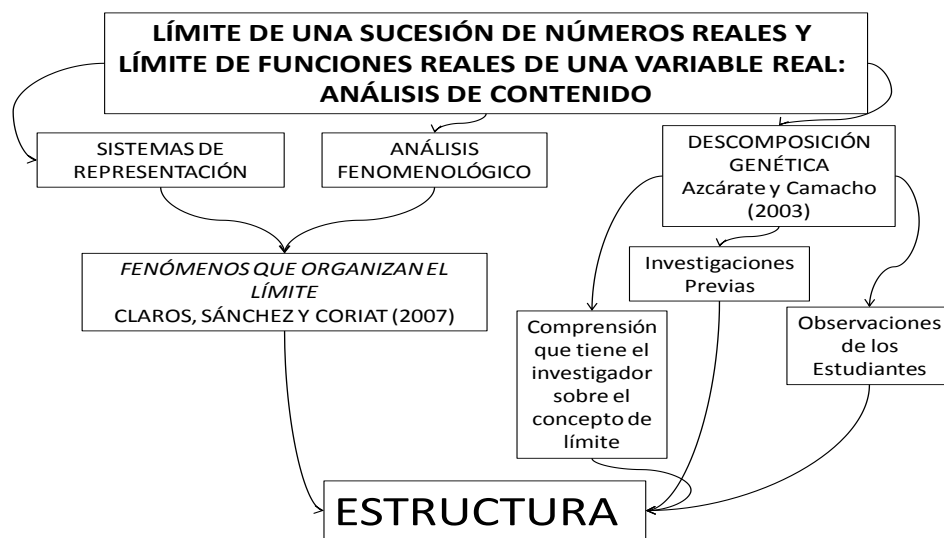 LÍMITE DE UNA SUCESIÓN DE NÚMEROS REALES Y
LÍMITE DE FUNCIONES REALES DE UNA VARIABLE REAL:
ANÁLISIS DE CONTENIDO
SISTEMAS DE
REPRESENTACIÓN
ANÁLISIS
FENOMENOLÓGICO
DESCOMPOSICIÓN
GENÉTICA
Azcárate y Camacho
(2003)
FENÓMENOS QUE ORGANIZAN EL
LÍMITE
CLAROS, SÁNCHEZ Y CORIAT (2007)
Investigaciones
Previas
Comprensión
que tiene el
investigador
sobre el
concepto de
límite
Observaciones
de los
Estudiantes
ESTRUCTURA